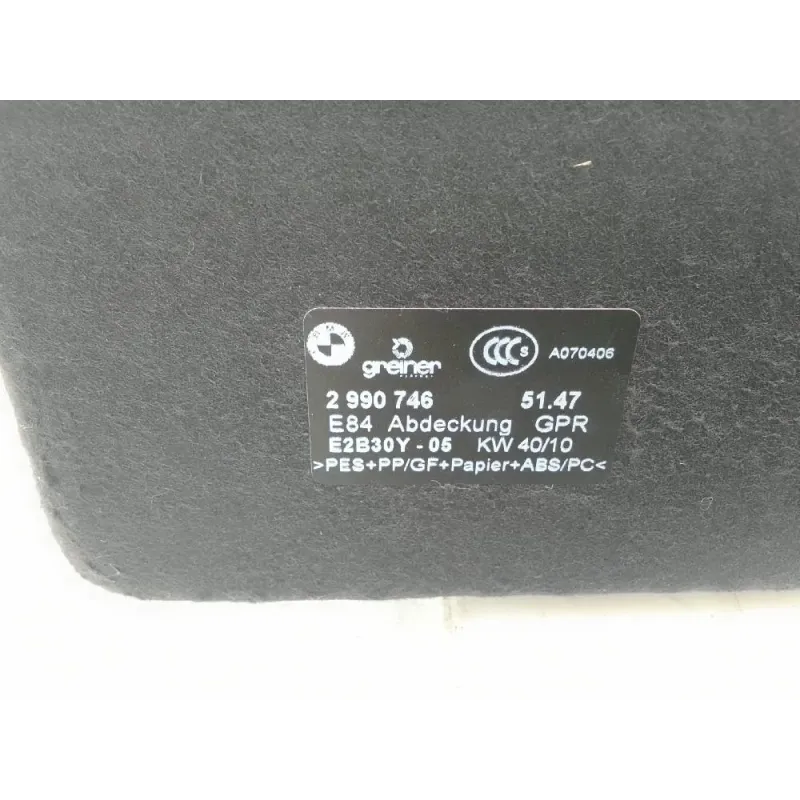 greiner
CCC S
A070406
2 990 746 51.47
E84 Abdeckung GPR
E2B30Y - 05 KW 40/10
>PES+PP/GF+Papier+ABS/PC<